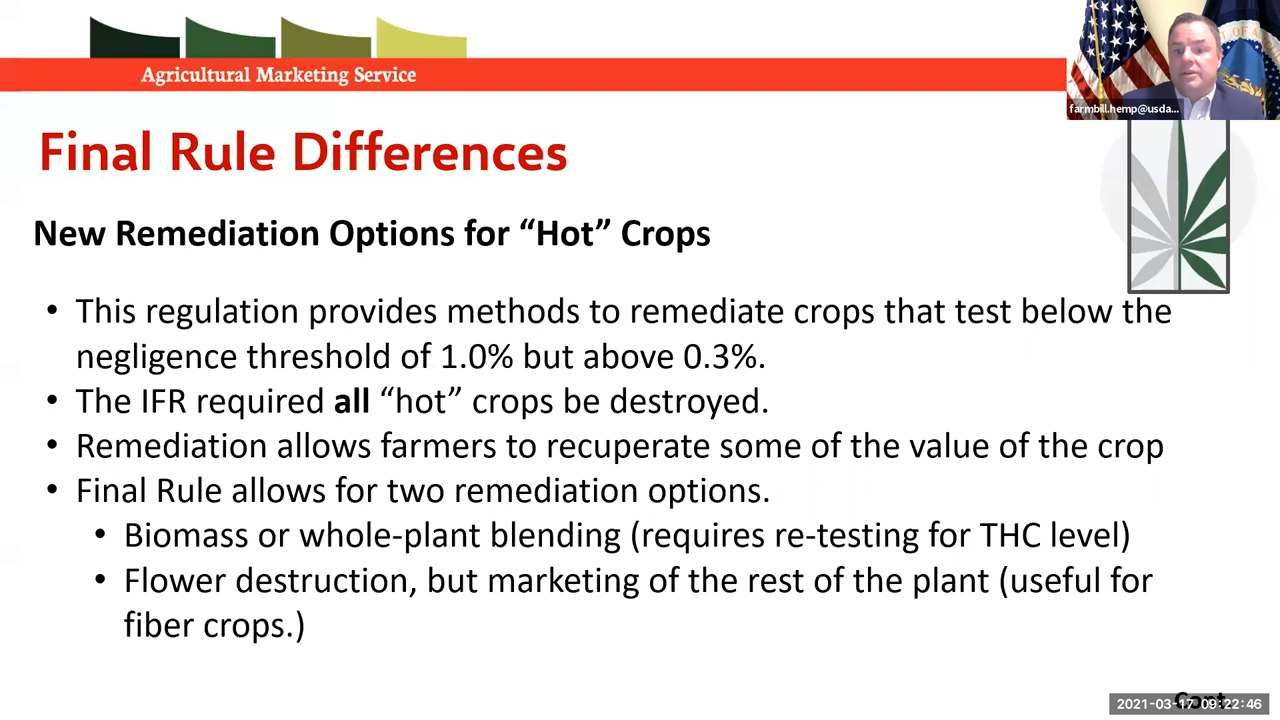 Agricultural Marketing Service
farmbill.hemp@usda...
Final Rule Differences
New Remediation Options for “Hot” Crops
• This regulation provides methods to remediate crops that test below the
negligence threshold of 1.0% but above 0.3%.
• The IFR required all “hot” crops be destroyed.
• Remediation allows farmers to recuperate some of the value of the crop
• Final Rule allows for two remediation options.
• Biomass or whole-plant blending (requires re-testing for THC level)
• Flower destruction, but marketing of the rest of the plant (useful for
fiber crops.)
2021-03-17 09:22:46